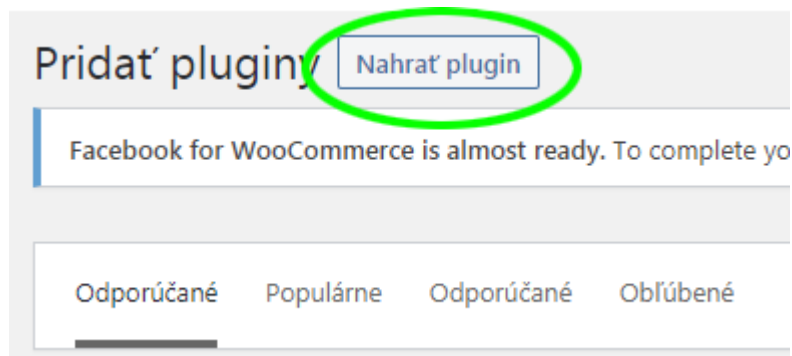 Pridať pluginy Nahrať plugin
Facebook for WooCommerce is almost ready. To complete yo
Odporúčané Populárne Odporúčané Obľúbené